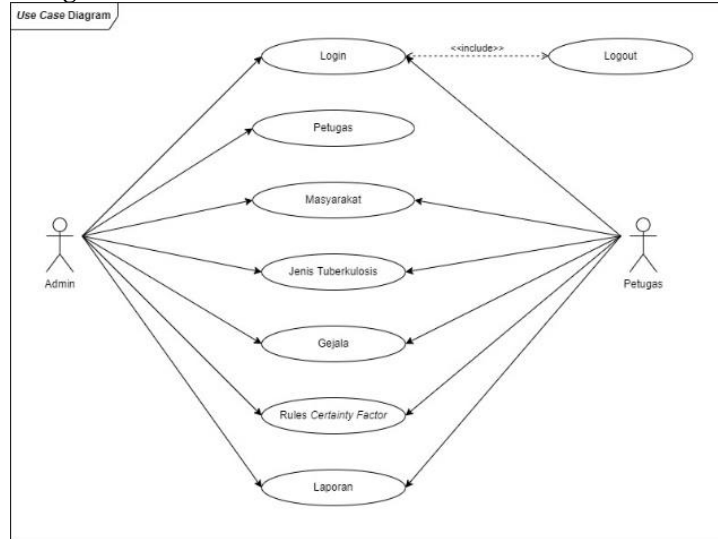 Use Case Diagram
Login
<<include>>
Logout
Petugas
Masyarakat
Admin
Jenis Tuberkulosis
Petugas
Gejala
Rules Certainty Factor
Laporan